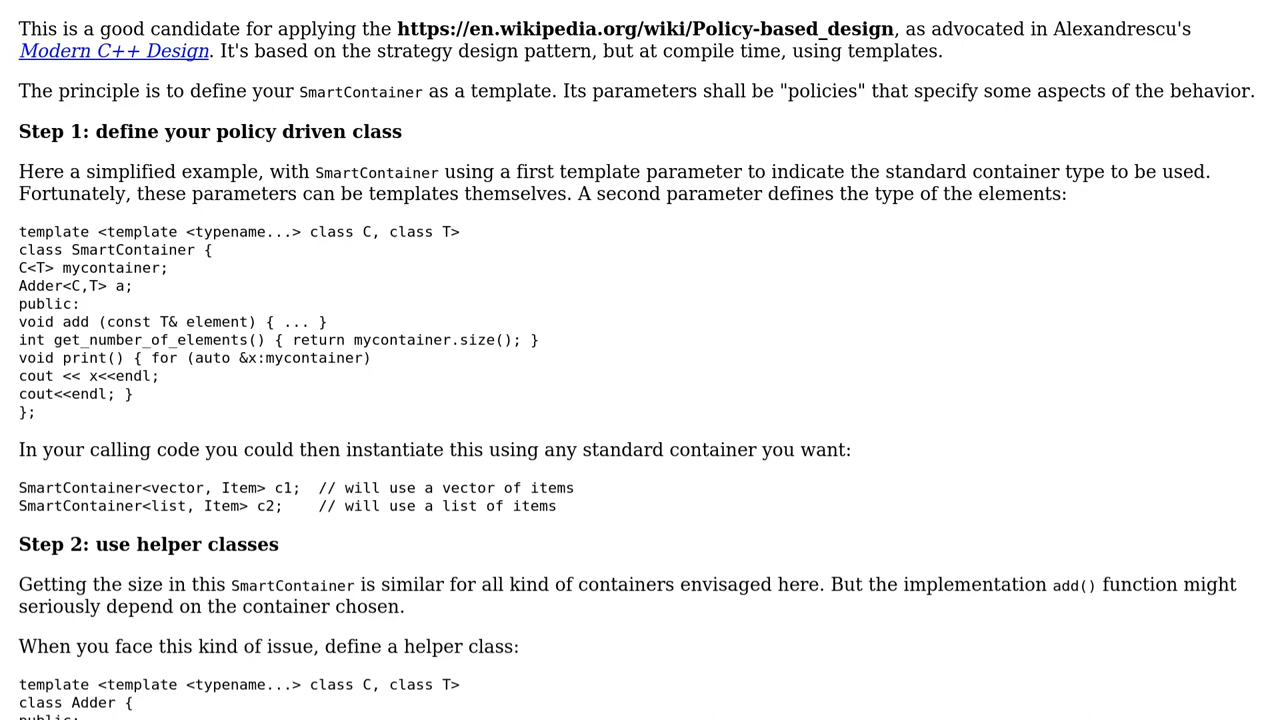 This is a good candidate for applying the https://en.wikipedia.org/wiki/Policy-based_design, as advocated in Alexandrescu's
Modern C++ Design. It's based on the strategy design pattern, but at compile time, using templates.
The principle is to define your SmartContainer as a template. Its parameters shall be "policies" that specify some aspects of the behavior.
Step 1: define your policy driven class
Here a simplified example, with SmartContainer using a first template parameter to indicate the standard container type to be used.
Fortunately, these parameters can be templates themselves. A second parameter defines the type of the elements:
template <template <typename...> class C, class T>
class SmartContainer {
C<T> mycontainer;
Adder<C,T> a;
public:
void add (const T& element) { ... }
int get_number_of_elements() { return mycontainer.size(); }
void print() { for (auto &x:mycontainer)
cout << x<<endl;
cout<<endl; }
};
In your calling code you could then instantiate this using any standard container you want:
SmartContainer<vector, Item> c1;  // will use a vector of items
SmartContainer<list, Item> c2;    // will use a list of items
Step 2: use helper classes
Getting the size in this SmartContainer is similar for all kind of containers envisaged here. But the implementation add() function might
seriously depend on the container chosen.
When you face this kind of issue, define a helper class:
template <template <typename...> class C, class T>
class Adder {
public: